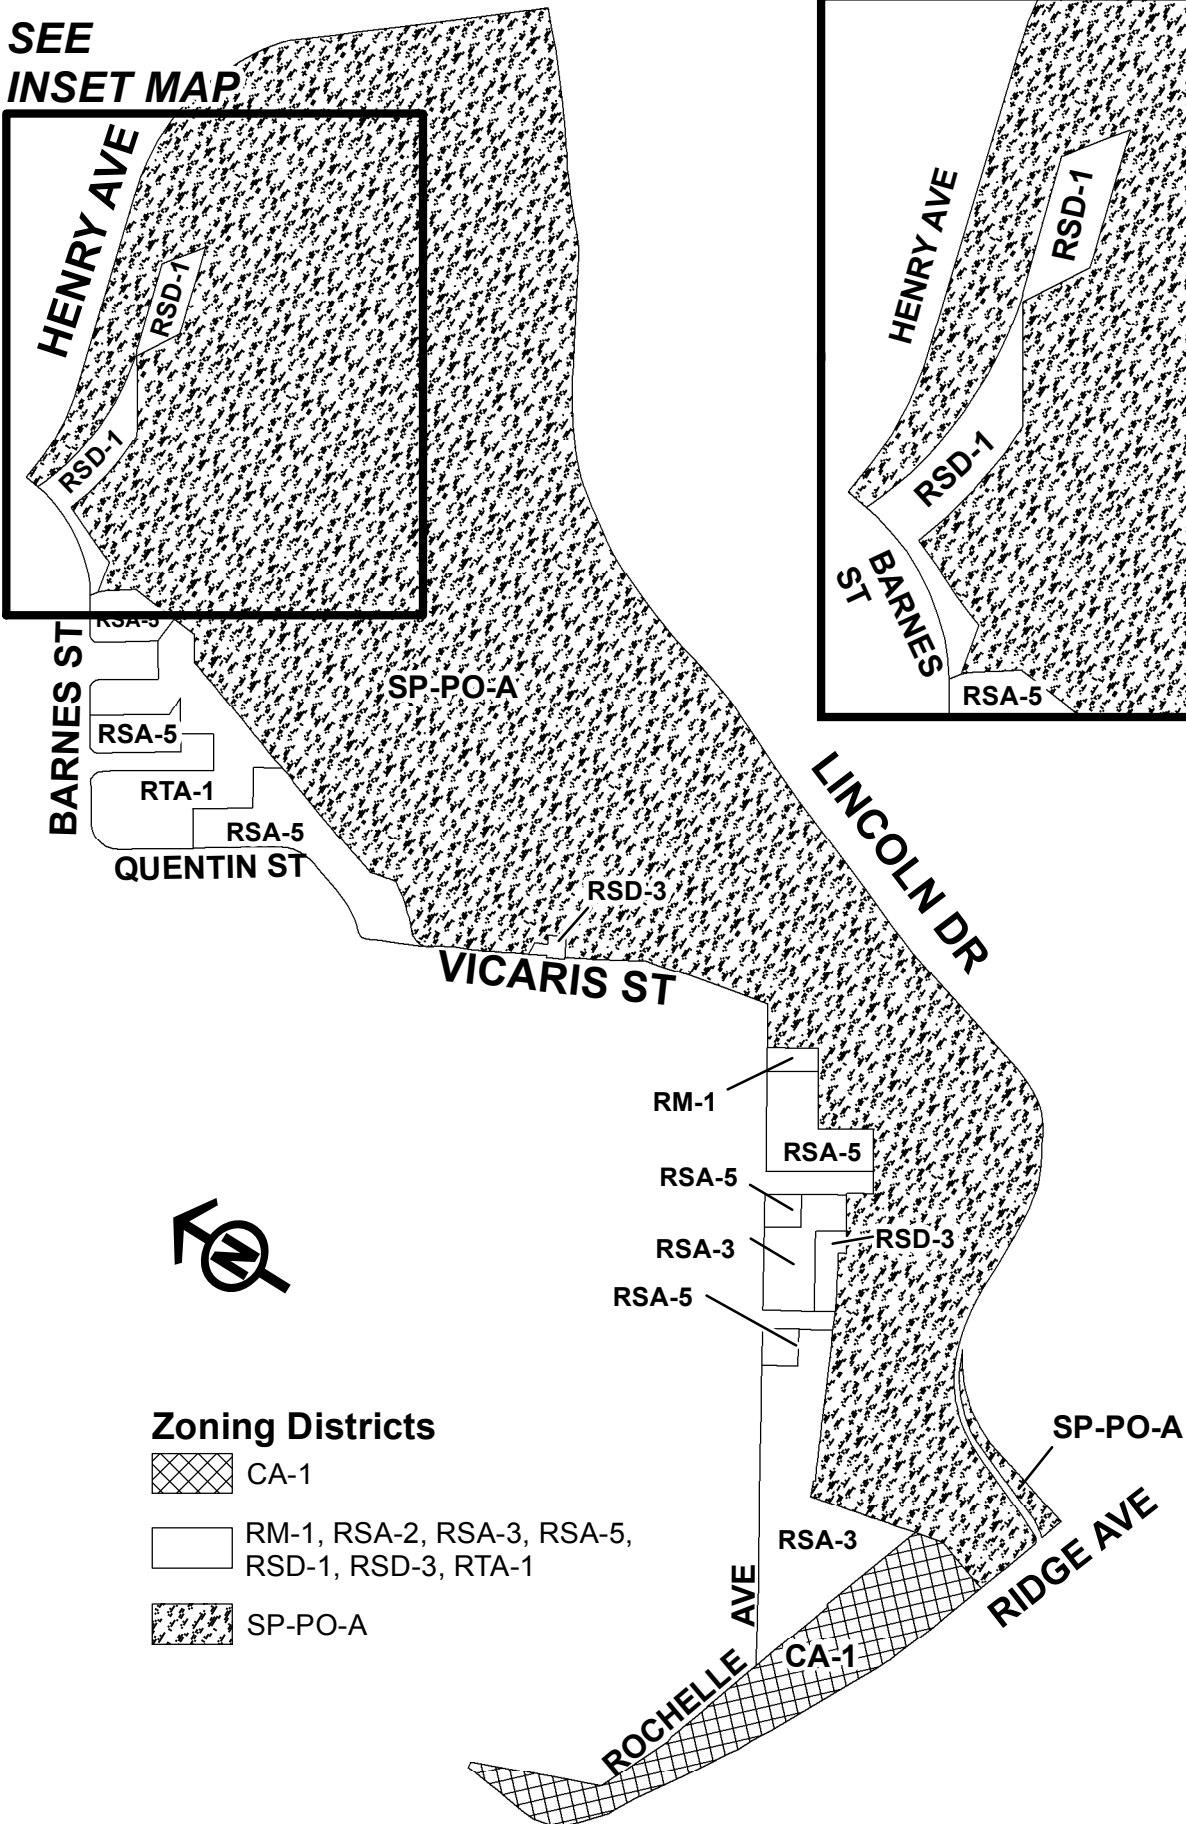 SEE
INSET MAP
HENRY AVE
RSD-1
RSD-1
HENRY AVE
RSD-1
RSD-1
BARNES
ST
RSA-5
RSA-5
BARNES ST
RSA-5
RTA-1
RSA-5
QUENTIN ST
SP-PO-A
LINCOLN DR
RSD-3
VICARIS ST
RM-1
RSA-5
RSA-5
RSA-3
RSD-3
RSA-5
N
SP-PO-A
RIDGE AVE
RSA-3
ROCHELLE AVE
CA-1
Zoning Districts
CA-1
RM-1, RSA-2, RSA-3, RSA-5,
RSD-1, RSD-3, RTA-1
SP-PO-A